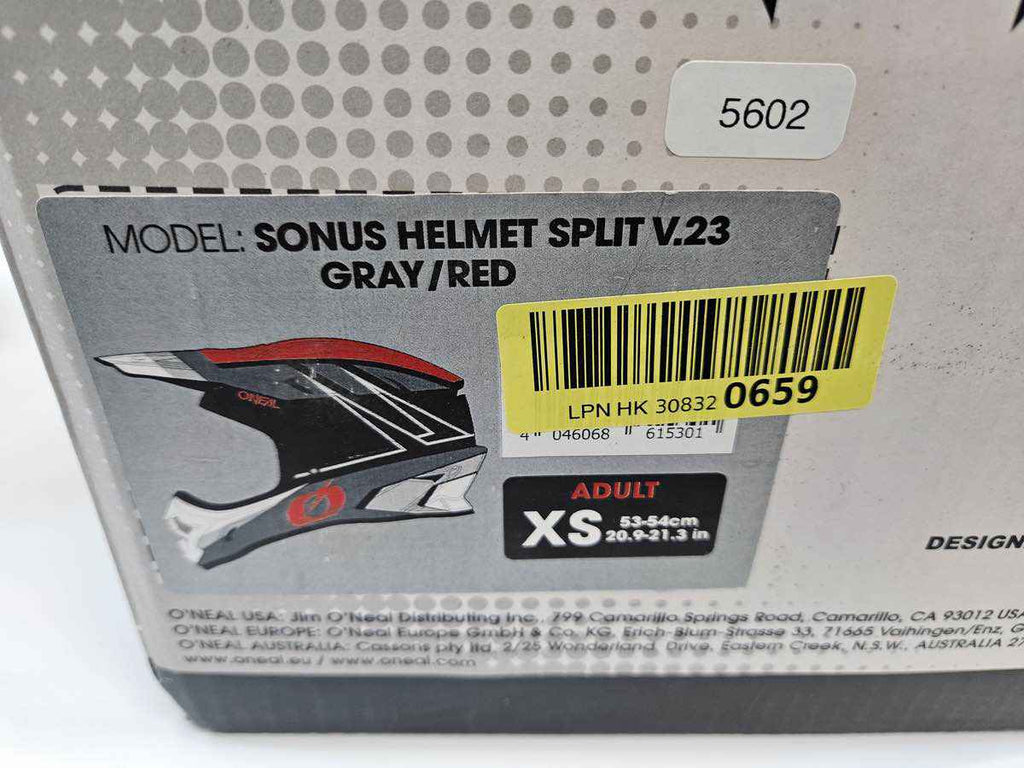 5602
MODEL: SONUS HELMET SPLIT V.23
GRAY/RED
O'NEAL
LPN HK 30832 0659
4 046068 615301
ADULT
XS 53-54cm
20.9-21.3 in
DESIGN
O'NEAL USA: Jim O'Neal Distributing Inc., 799 Camarillo Springs Road, Camarillo, CA 93012 USA
O'NEAL EUROPE: O'Neal Europe GmbH & Co. KG, Erich-Blum-Strasse 33, 71665 Vaihingen/Enz, G
O'NEAL AUSTRALIA: Cassons pty ltd, 2/25 Wonderland Drive, Eastern Creek, N.S.W., AUSTRALIA 27
www.oneal.eu / www.oneal.com